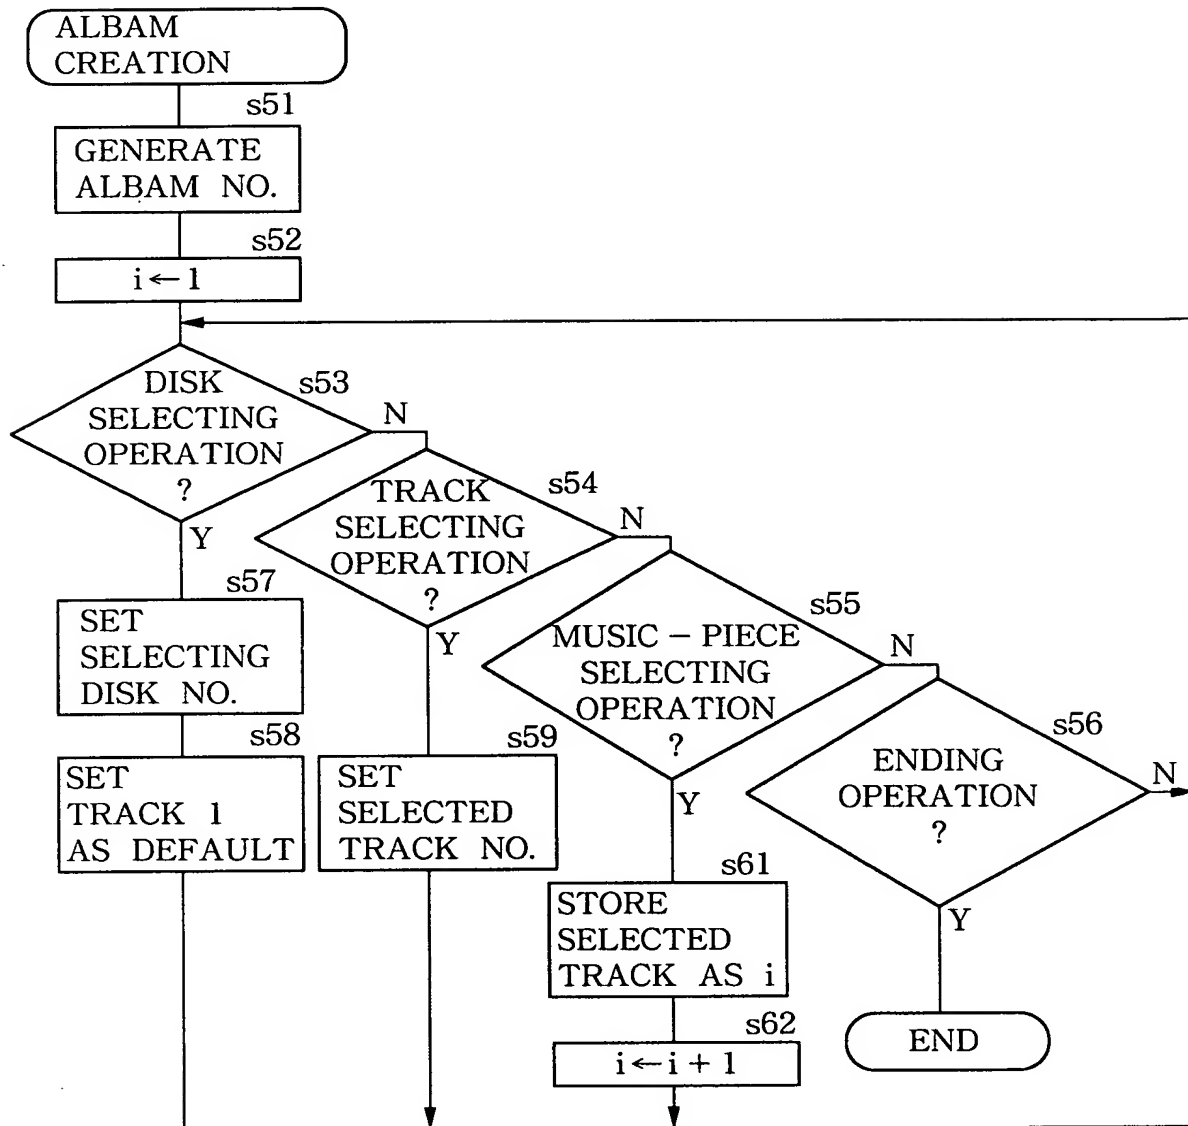 ALBAM
CREATION
s51
GENERATE
ALBAM NO.
s52
i←1
DISK
SELECTING
OPERATION
?
s53
N
Y
TRACK
SELECTING
OPERATION
?
s54
N
Y
MUSIC – PIECE
SELECTING
OPERATION
?
s55
N
Y
ENDING
OPERATION
?
s56
N
Y
s57
SET
SELECTING
DISK NO.
s58
SET
TRACK 1
AS DEFAULT
s59
SET
SELECTED
TRACK NO.
s61
STORE
SELECTED
TRACK AS i
s62
i←i + 1
END